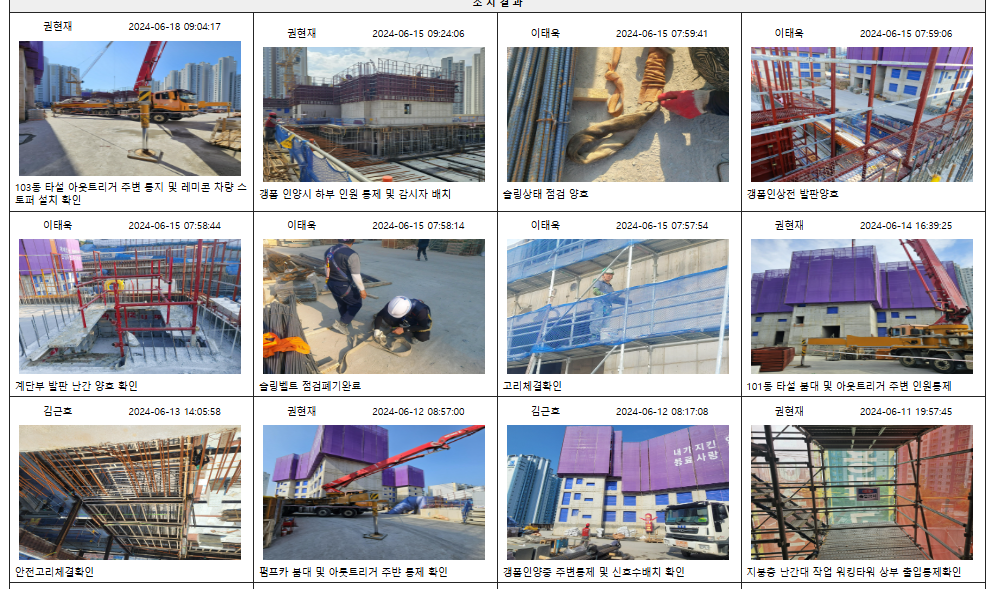 조 치 결 과
권현재 2024-06-18 09:04:17
권현재 2024-06-15 09:24:06
이태욱 2024-06-15 07:59:41
이태욱 2024-06-15 07:59:06
103동 타설 아웃트리거 주변 통지 및 레미콘 차량 스
토퍼 설치 확인
갱폼 인양시 하부 인원 통제 및 감시자 배치
슬링상태 점검 양호
갱폼인상전 발판양호
이태욱 2024-06-15 07:58:44
이태욱 2024-06-15 07:58:14
이태욱 2024-06-15 07:57:54
권현재 2024-06-14 16:39:25
계단부 발판 난간 양호 확인
슬링벨트 점검폐기완료
고리체결확인
101동 타설 붐대 및 아웃트리거 주변 인원통제
김근호 2024-06-13 14:05:58
권현재 2024-06-12 08:57:00
김근호 2024-06-12 08:17:08
권현재 2024-06-11 19:57:45
내가 지킨
동료사랑
안전고리체결확인
펌프카 붐대 및 아웃트리거 주뱐 통제 확인
갱폼인양중 주변통제 및 신호수배치 확인
지붕층 난간대 작업 워킹타워 상부 출입통제확인